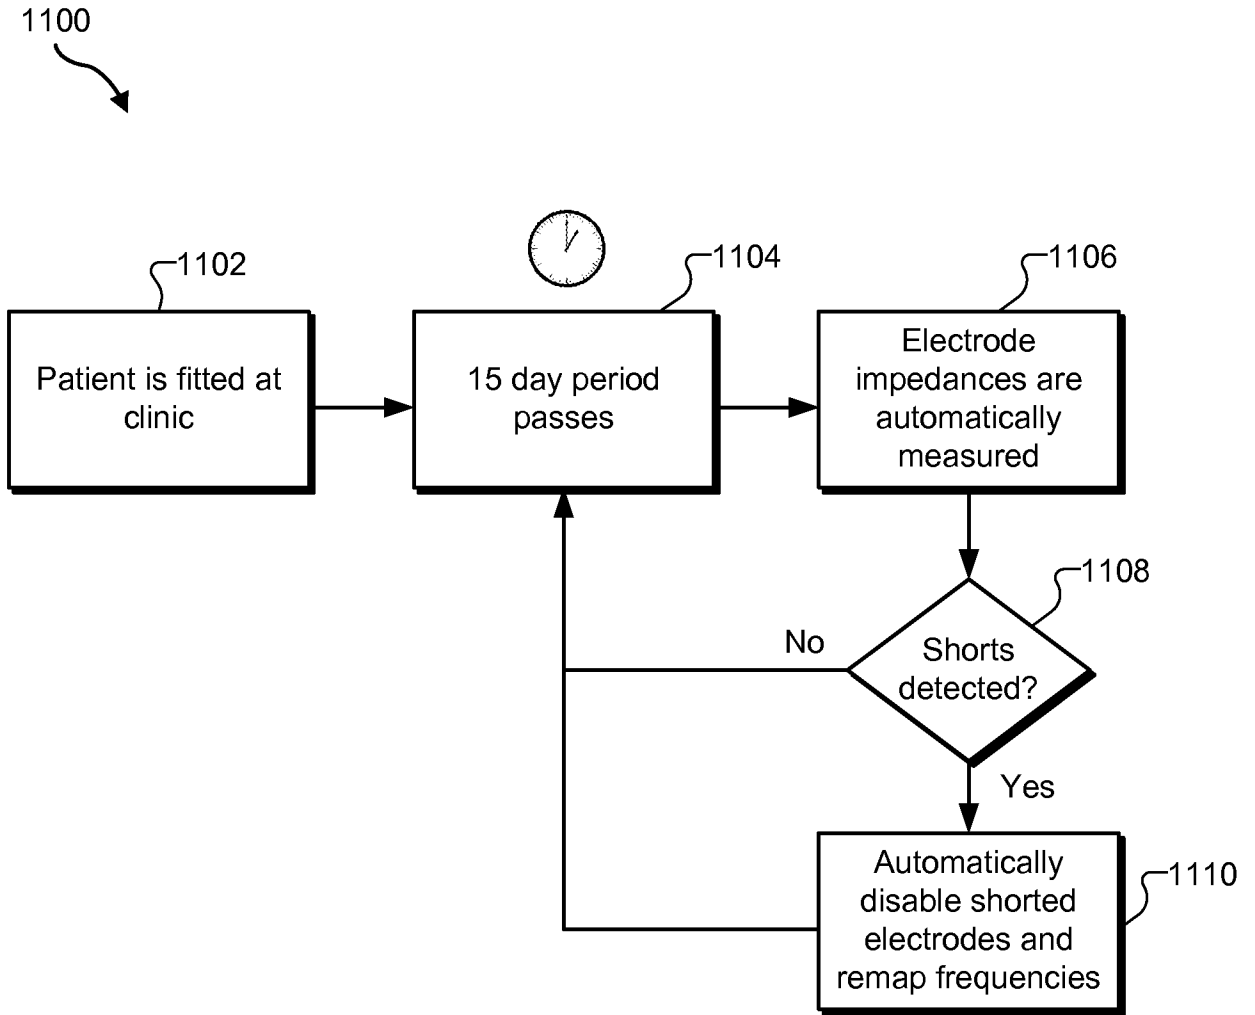 1100
1102
Patient is fitted at
clinic
1104
15 day period
passes
1106
Electrode
impedances are
automatically
measured
1108
Shorts
detected?
No
Yes
1110
Automatically
disable shorted
electrodes and
remap frequencies